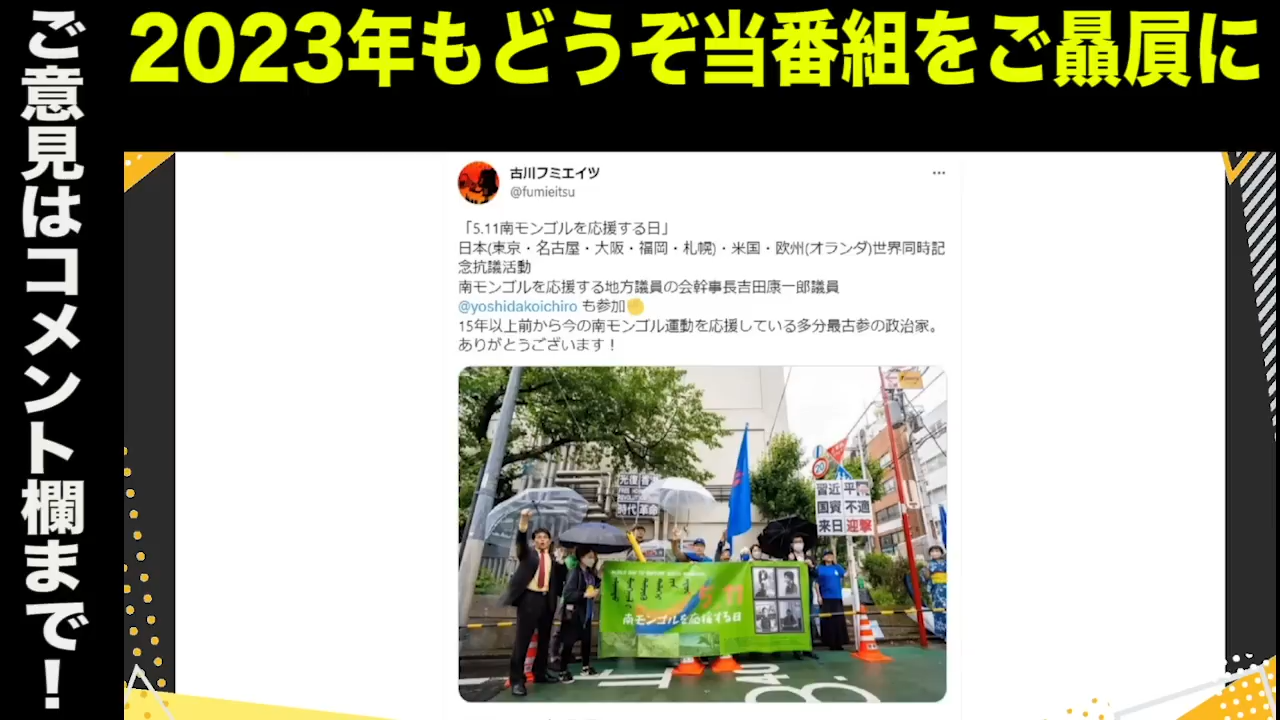 2023年もどうぞ当番組をご贔屓に
ご意見はコメント欄まで!
古川フミエイツ
@fumieitsu
「5.11南モンゴルを応援する日」
日本(東京・名古屋・大阪・福岡・札幌)・米国・欧州(オランダ)世界同時記
念抗議活動
南モンゴルを応援する地方議員の会幹事長吉田康一郎議員
@yoshidakoichiro も参加✊
15年以上前から今の南モンゴル運動を応援している多分最古参の政治家。
ありがとうございます!
光復香港
時代革命
習近平
国賓不適
来日迎撃
20
5.11
南モンゴルを応援する日